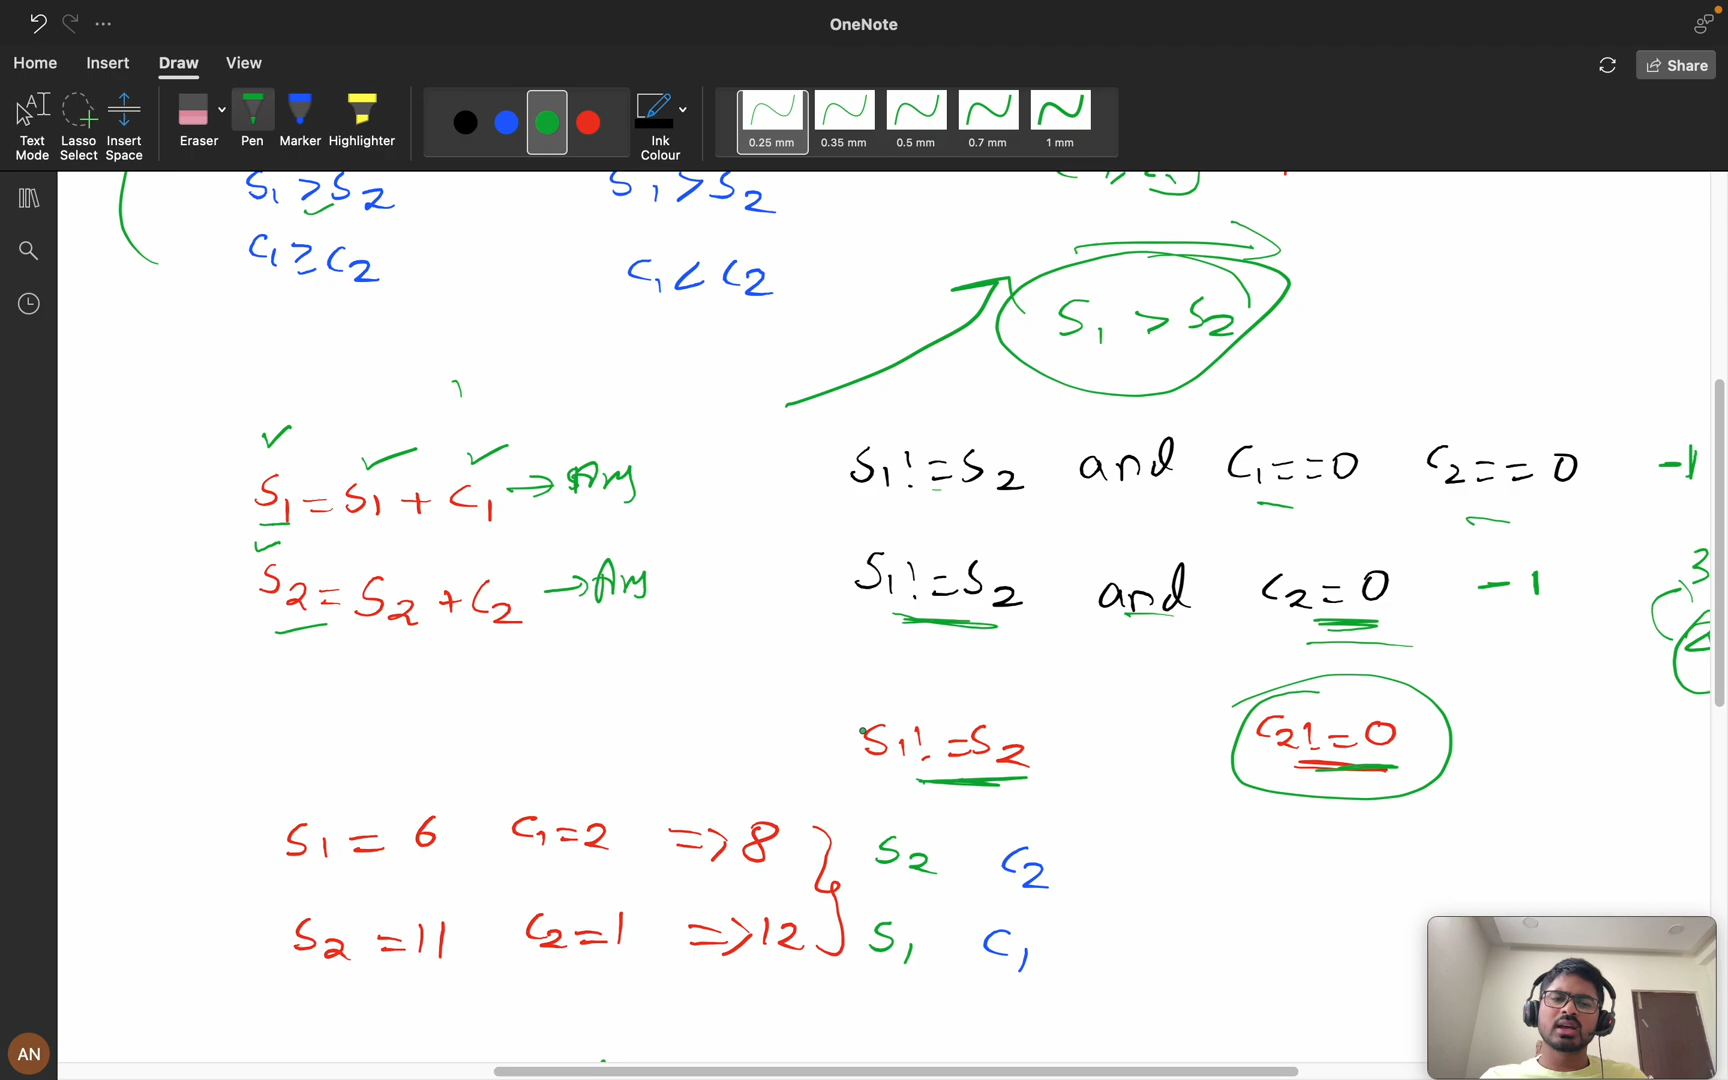 OneNote
Home Insert Draw View
Share
Text Mode
Lasso Select
Insert Space
Eraser
Pen
Marker
Highlighter
Ink Colour
0.25 mm
0.35 mm
0.5 mm
0.7 mm
1 mm
S1 > S2
S1 > S2
C1 ≥ C2
C1 < C2
S1 > S2
S1 = S1 + C1 → Ans
S1 != S2 and C1 == 0 C2 == 0 -1
S2 = S2 + C2 → Ans
S1 != S2 and C2 = 0 -1
3
S1 != S2 C2 != 0
S1 = 6 C1 = 2 => 8 S2 C2
S2 = 11 C2 = 1 => 12 S1 C1
AN